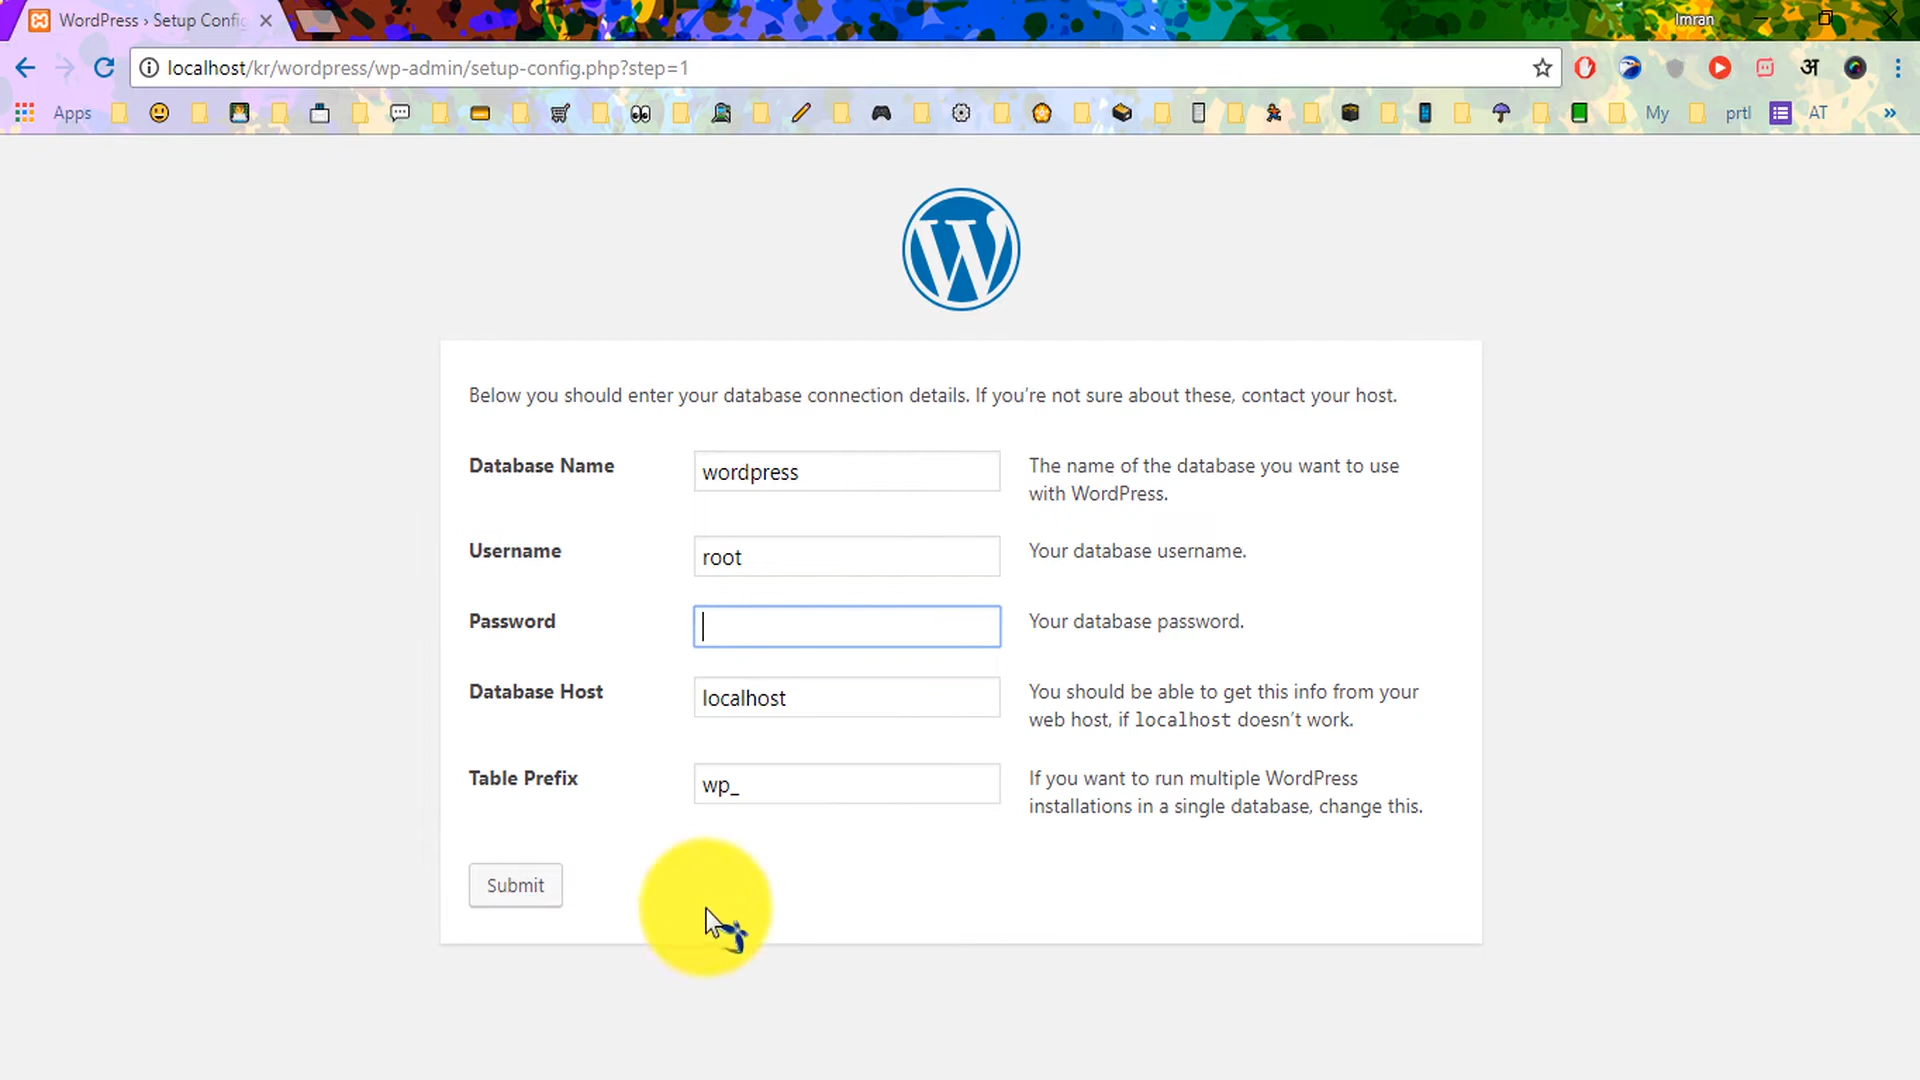 WordPress › Setup Config
Imran
localhost/kr/wordpress/wp-admin/setup-config.php?step=1
अ
Apps
My
prtl
AT
»
Below you should enter your database connection details. If you’re not sure about these, contact your host.
Database Name
wordpress
The name of the database you want to use
with WordPress.
Username
root
Your database username.
Password
Your database password.
Database Host
localhost
You should be able to get this info from your
web host, if localhost doesn’t work.
Table Prefix
wp_
If you want to run multiple WordPress
installations in a single database, change this.
Submit